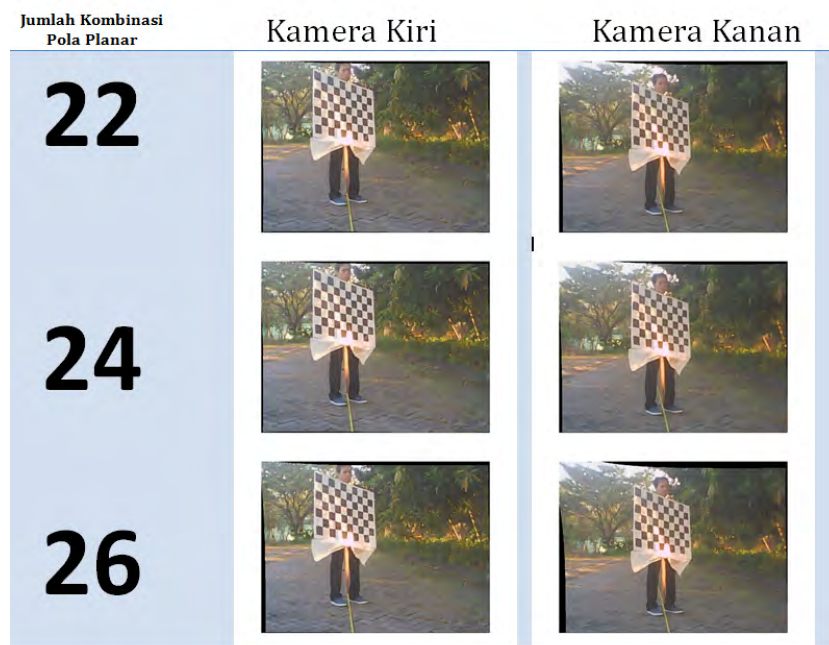 Jumlah Kombinasi
Pola Planar
Kamera Kiri
Kamera Kanan
22
24
26